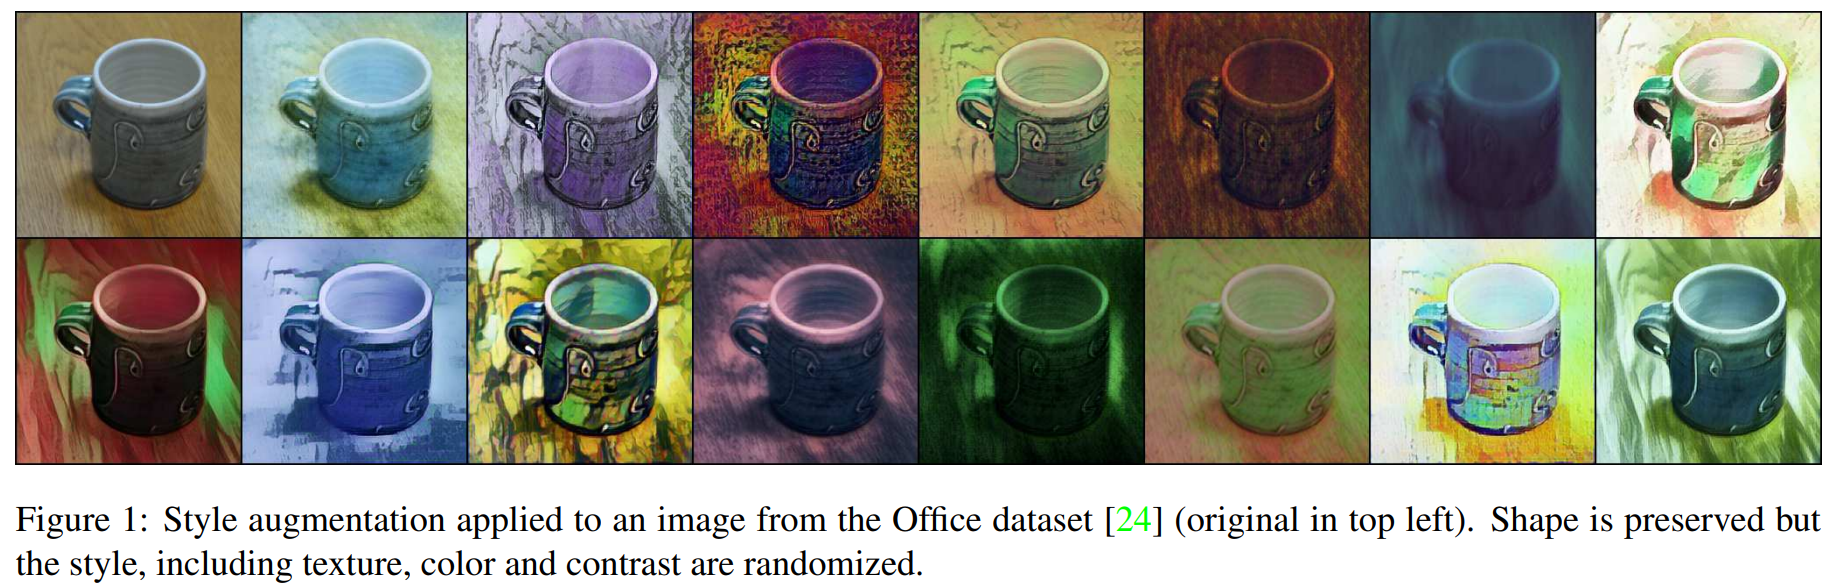 Figure 1: Style augmentation applied to an image from the Office dataset [24] (original in top left). Shape is preserved but
the style, including texture, color and contrast are randomized.